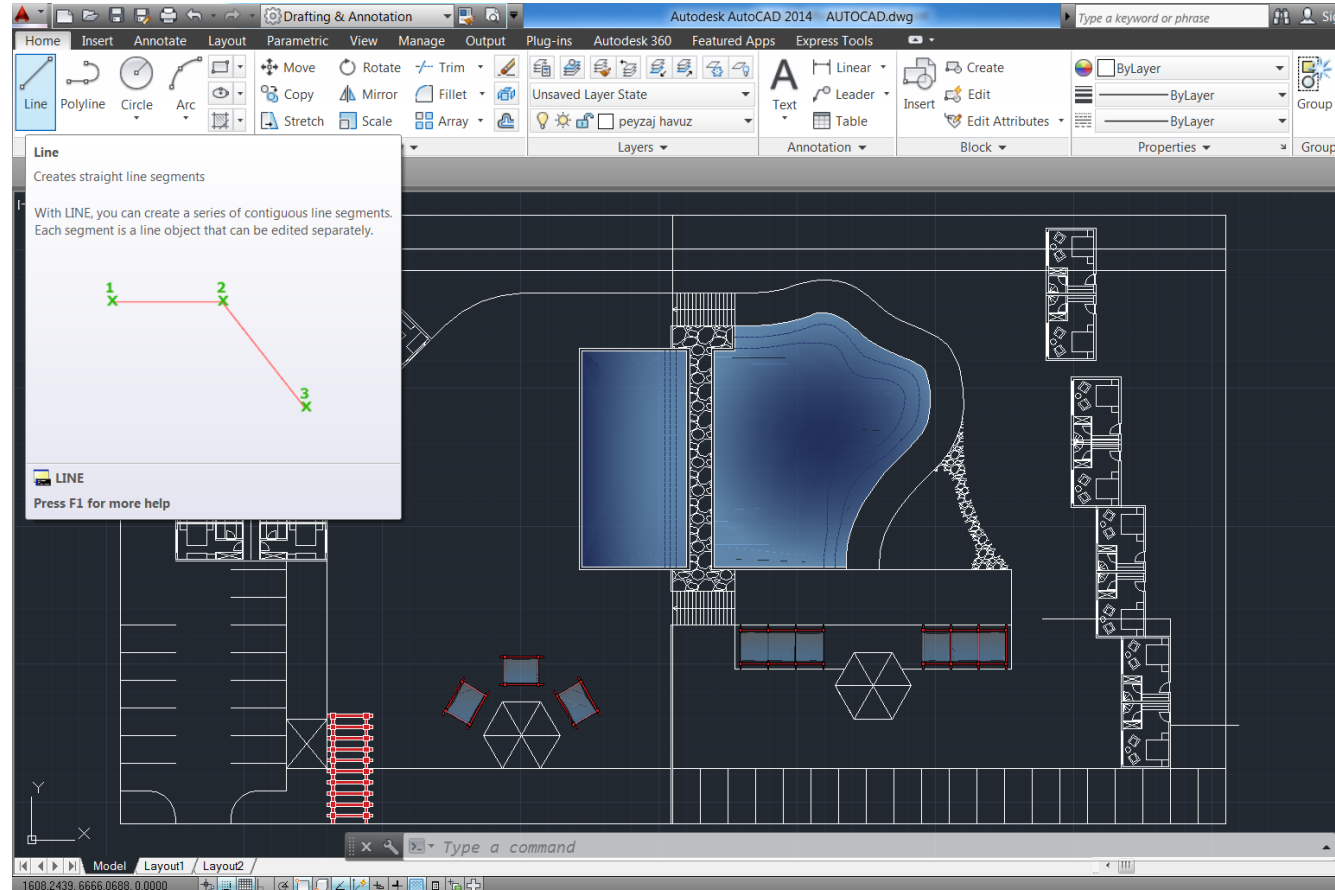 Drafting & Annotation
Autodesk AutoCAD 2014 AUTOCAD.dwg
Type a keyword or phrase
Home Insert Annotate Layout Parametric View Manage Output Plug-ins Autodesk 360 Featured Apps Express Tools
Line
Polyline
Circle
Arc
Move
Rotate
Trim
Copy
Mirror
Fillet
Stretch
Scale
Array
Unsaved Layer State
peyzaj havuz
Layers
A
Text
Linear
Leader
Table
Annotation
Insert
Create
Edit
Edit Attributes
Block
ByLayer
ByLayer
ByLayer
Properties
Group
Group
Line
Creates straight line segments
With LINE, you can create a series of contiguous line segments.
Each segment is a line object that can be edited separately.
1
2
3
LINE
Press F1 for more help
Y
X
Type a command
Model Layout1 Layout2
1608.2439, 6666.0688, 0.0000